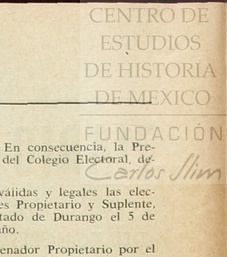 CENTRO DE
ESTUDIOS
DE HISTORIA
DE MEXICO
FUNDACIÓN
Carlos Slim
En consecuencia, la Pre-
del Colegio Electoral, de-
válidas y legales las elec-
es Propietario y Suplente,
tado de Durango el 5 de
año.
enador Propietario por el